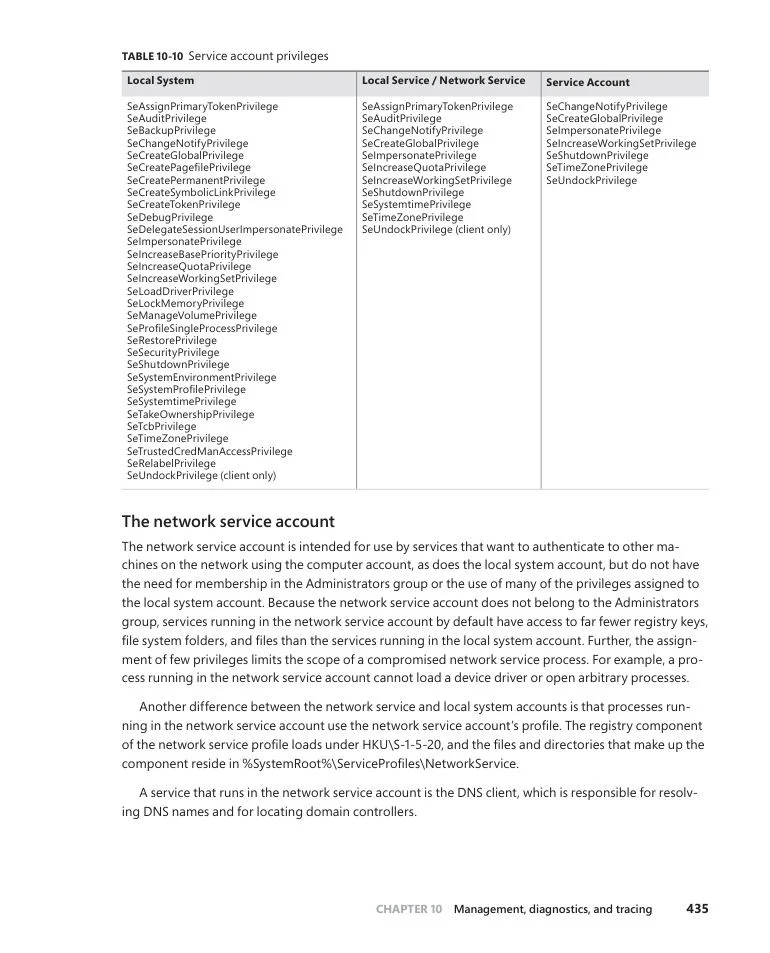 TABLE 10-10 Service account privileges
Local System
SeAssignPrimaryTokenPrivilege
SeAuditPrivilege
SeBackupPrivilege
SeChangeNotifyPrivilege
SeCreateGlobalPrivilege
SeCreatePagefilePrivilege
SeCreatePermanentPrivilege
SeCreateSymbolicLinkPrivilege
SeCreateTokenPrivilege
SeDebugPrivilege
SeDelegateSessionUserImpersonatePrivilege
SeImpersonatePrivilege
SeIncreaseBasePriorityPrivilege
SeIncreaseQuotaPrivilege
SeIncreaseWorkingSetPrivilege
SeLoadDriverPrivilege
SeLockMemoryPrivilege
SeManageVolumePrivilege
SeProfileSingleProcessPrivilege
SeRestorePrivilege
SeSecurityPrivilege
SeShutdownPrivilege
SeSystemEnvironmentPrivilege
SeSystemProfilePrivilege
SeSystemtimePrivilege
SeTakeOwnershipPrivilege
SeTcbPrivilege
SeTimeZonePrivilege
SeTrustedCredManAccessPrivilege
SeRelabelPrivilege
SeUndockPrivilege (client only)
Local Service / Network Service
SeAssignPrimaryTokenPrivilege
SeAuditPrivilege
SeChangeNotifyPrivilege
SeCreateGlobalPrivilege
SeImpersonatePrivilege
SeIncreaseQuotaPrivilege
SeIncreaseWorkingSetPrivilege
SeShutdownPrivilege
SeSystemtimePrivilege
SeTimeZonePrivilege
SeUndockPrivilege (client only)
Service Account
SeChangeNotifyPrivilege
SeCreateGlobalPrivilege
SeImpersonatePrivilege
SeIncreaseWorkingSetPrivilege
SeShutdownPrivilege
SeTimeZonePrivilege
SeUndockPrivilege
The network service account
The network service account is intended for use by services that want to authenticate to other ma-
chines on the network using the computer account, as does the local system account, but do not have
the need for membership in the Administrators group or the use of many of the privileges assigned to
the local system account. Because the network service account does not belong to the Administrators
group, services running in the network service account by default have access to far fewer registry keys,
file system folders, and files than the services running in the local system account. Further, the assign-
ment of few privileges limits the scope of a compromised network service process. For example, a pro-
cess running in the network service account cannot load a device driver or open arbitrary processes.
Another difference between the network service and local system accounts is that processes run-
ning in the network service account use the network service account's profile. The registry component
of the network service profile loads under HKU\S-1-5-20, and the files and directories that make up the
component reside in %SystemRoot%\ServiceProfiles\NetworkService.
A service that runs in the network service account is the DNS client, which is responsible for resolv-
ing DNS names and for locating domain controllers.
CHAPTER 10 Management, diagnostics, and tracing 435